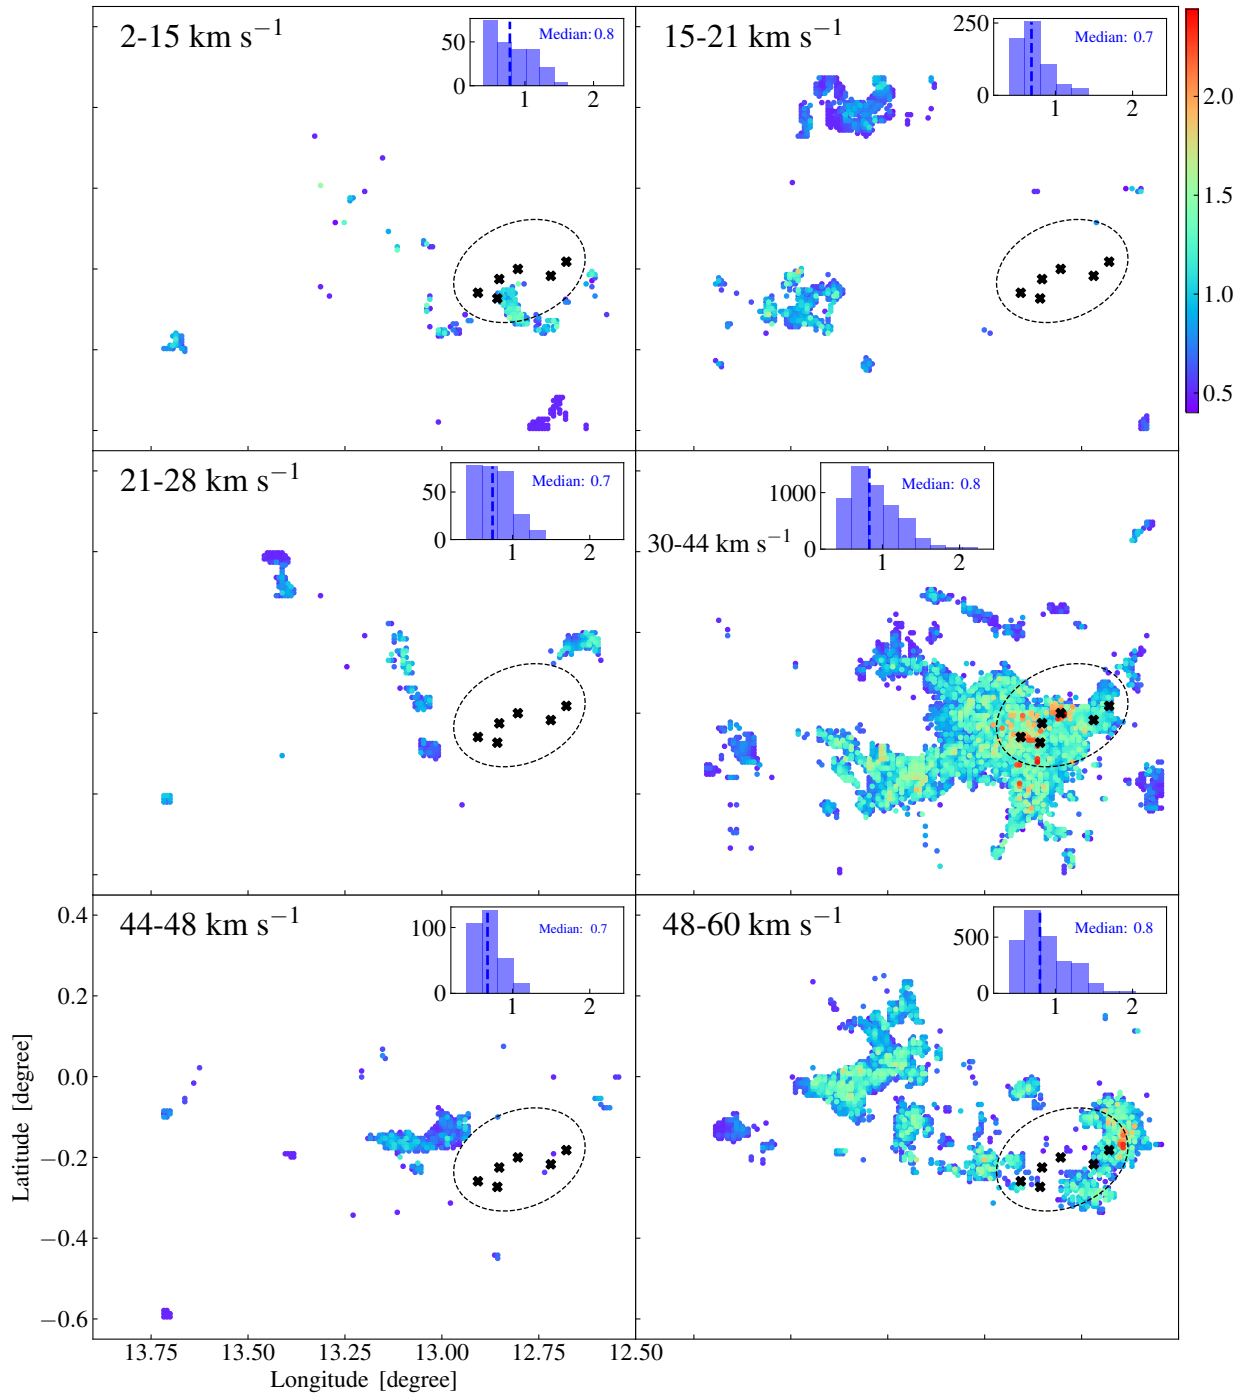 2-15 km s−1
50
0
1
2
Median: 0.8
15-21 km s−1
250
0
1
2
Median: 0.7
2.0
1.5
1.0
0.5
21-28 km s−1
50
0
1
2
Median: 0.7
30-44 km s−1
1000
0
1
2
Median: 0.8
44-48 km s−1
100
0
1
2
Median: 0.7
48-60 km s−1
500
0
1
2
Median: 0.8
0.4
0.2
0.0
−0.2
−0.4
−0.6
Latitude [degree]
13.75
13.50
13.25
13.00
12.75
12.50
Longitude [degree]